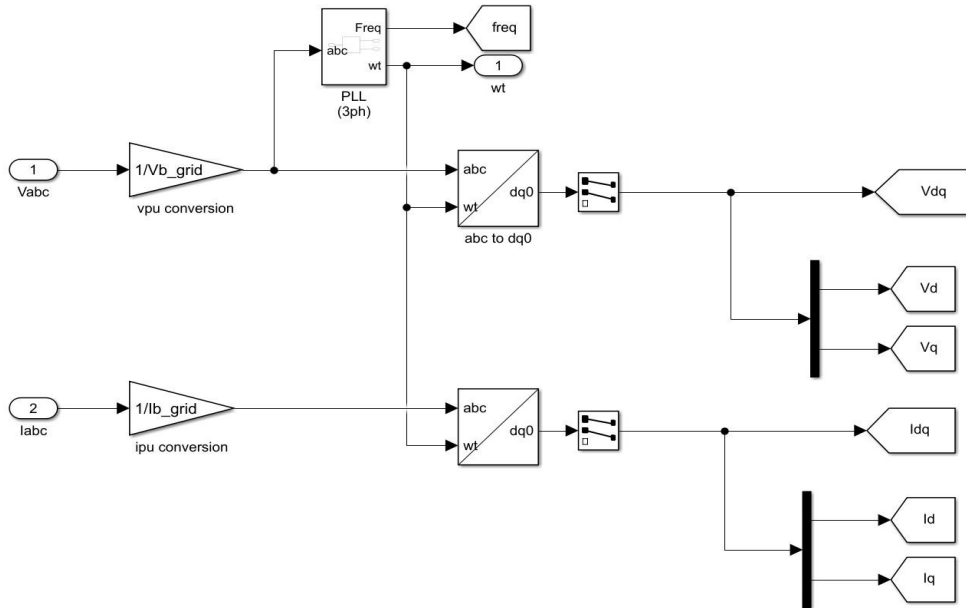 Freq
freq
abc
wt
1
wt
PLL
(3ph)
1
Vabc
1/Vb_grid
vpu conversion
abc
dq0
wt
abc to dq0
Vdq
Vd
Vq
2
Iabc
1/Ib_grid
ipu conversion
abc
dq0
wt
Idq
Id
Iq